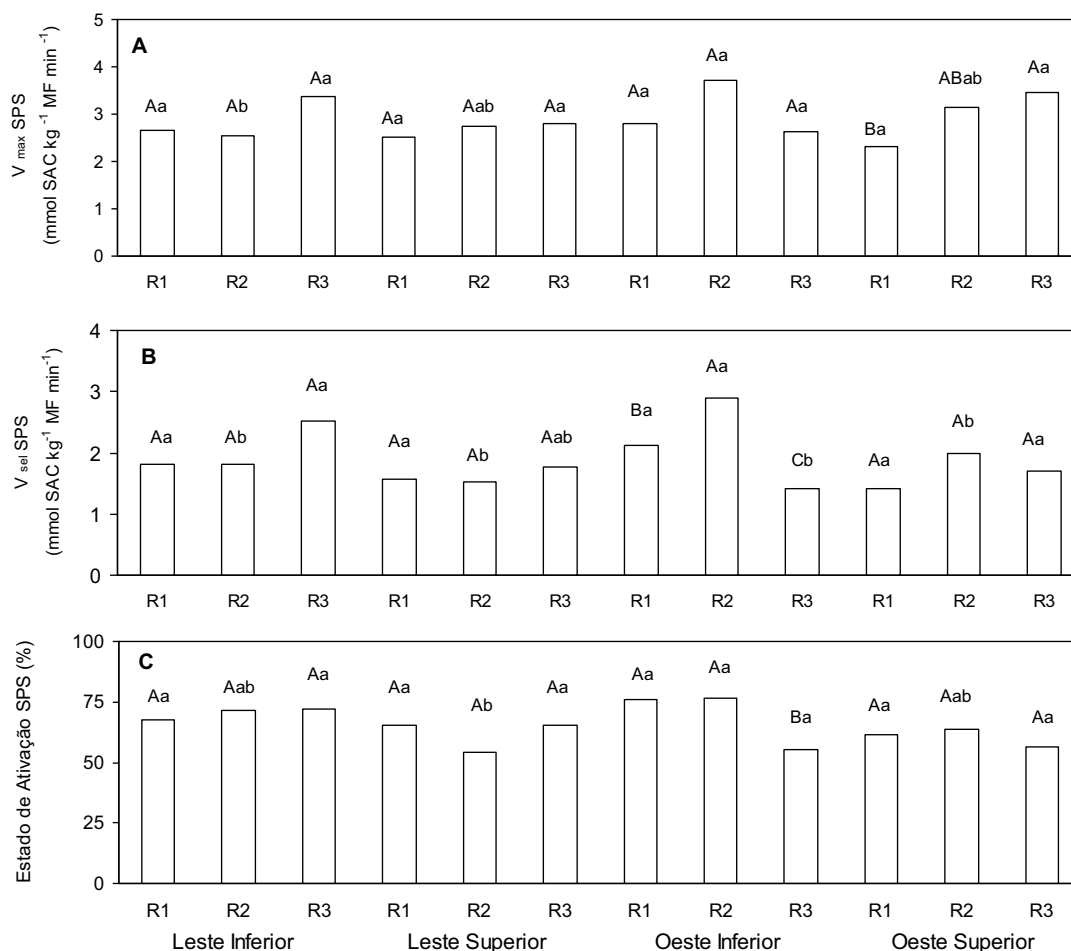 A
V max SPS
(mmol SAC kg⁻¹ MF min⁻¹)
5
4
3
2
1
0
Aa Ab Aa Aa Aab Aa Aa Aa Aa Ba ABab Aa
R1 R2 R3 R1 R2 R3 R1 R2 R3 R1 R2 R3
B
V sel SPS
(mmol SAC kg⁻¹ MF min⁻¹)
4
3
2
1
0
Aa Ab Aa Aa Ab Aab Ba Aa Cb Aa Ab Aa
R1 R2 R3 R1 R2 R3 R1 R2 R3 R1 R2 R3
C
Estado de Ativação SPS (%)
100
75
50
25
0
Aa Aab Aa Aa Ab Aa Aa Aa Ba Aa Aab Aa
R1 R2 R3 R1 R2 R3 R1 R2 R3 R1 R2 R3
Leste Inferior Leste Superior Oeste Inferior Oeste Superior